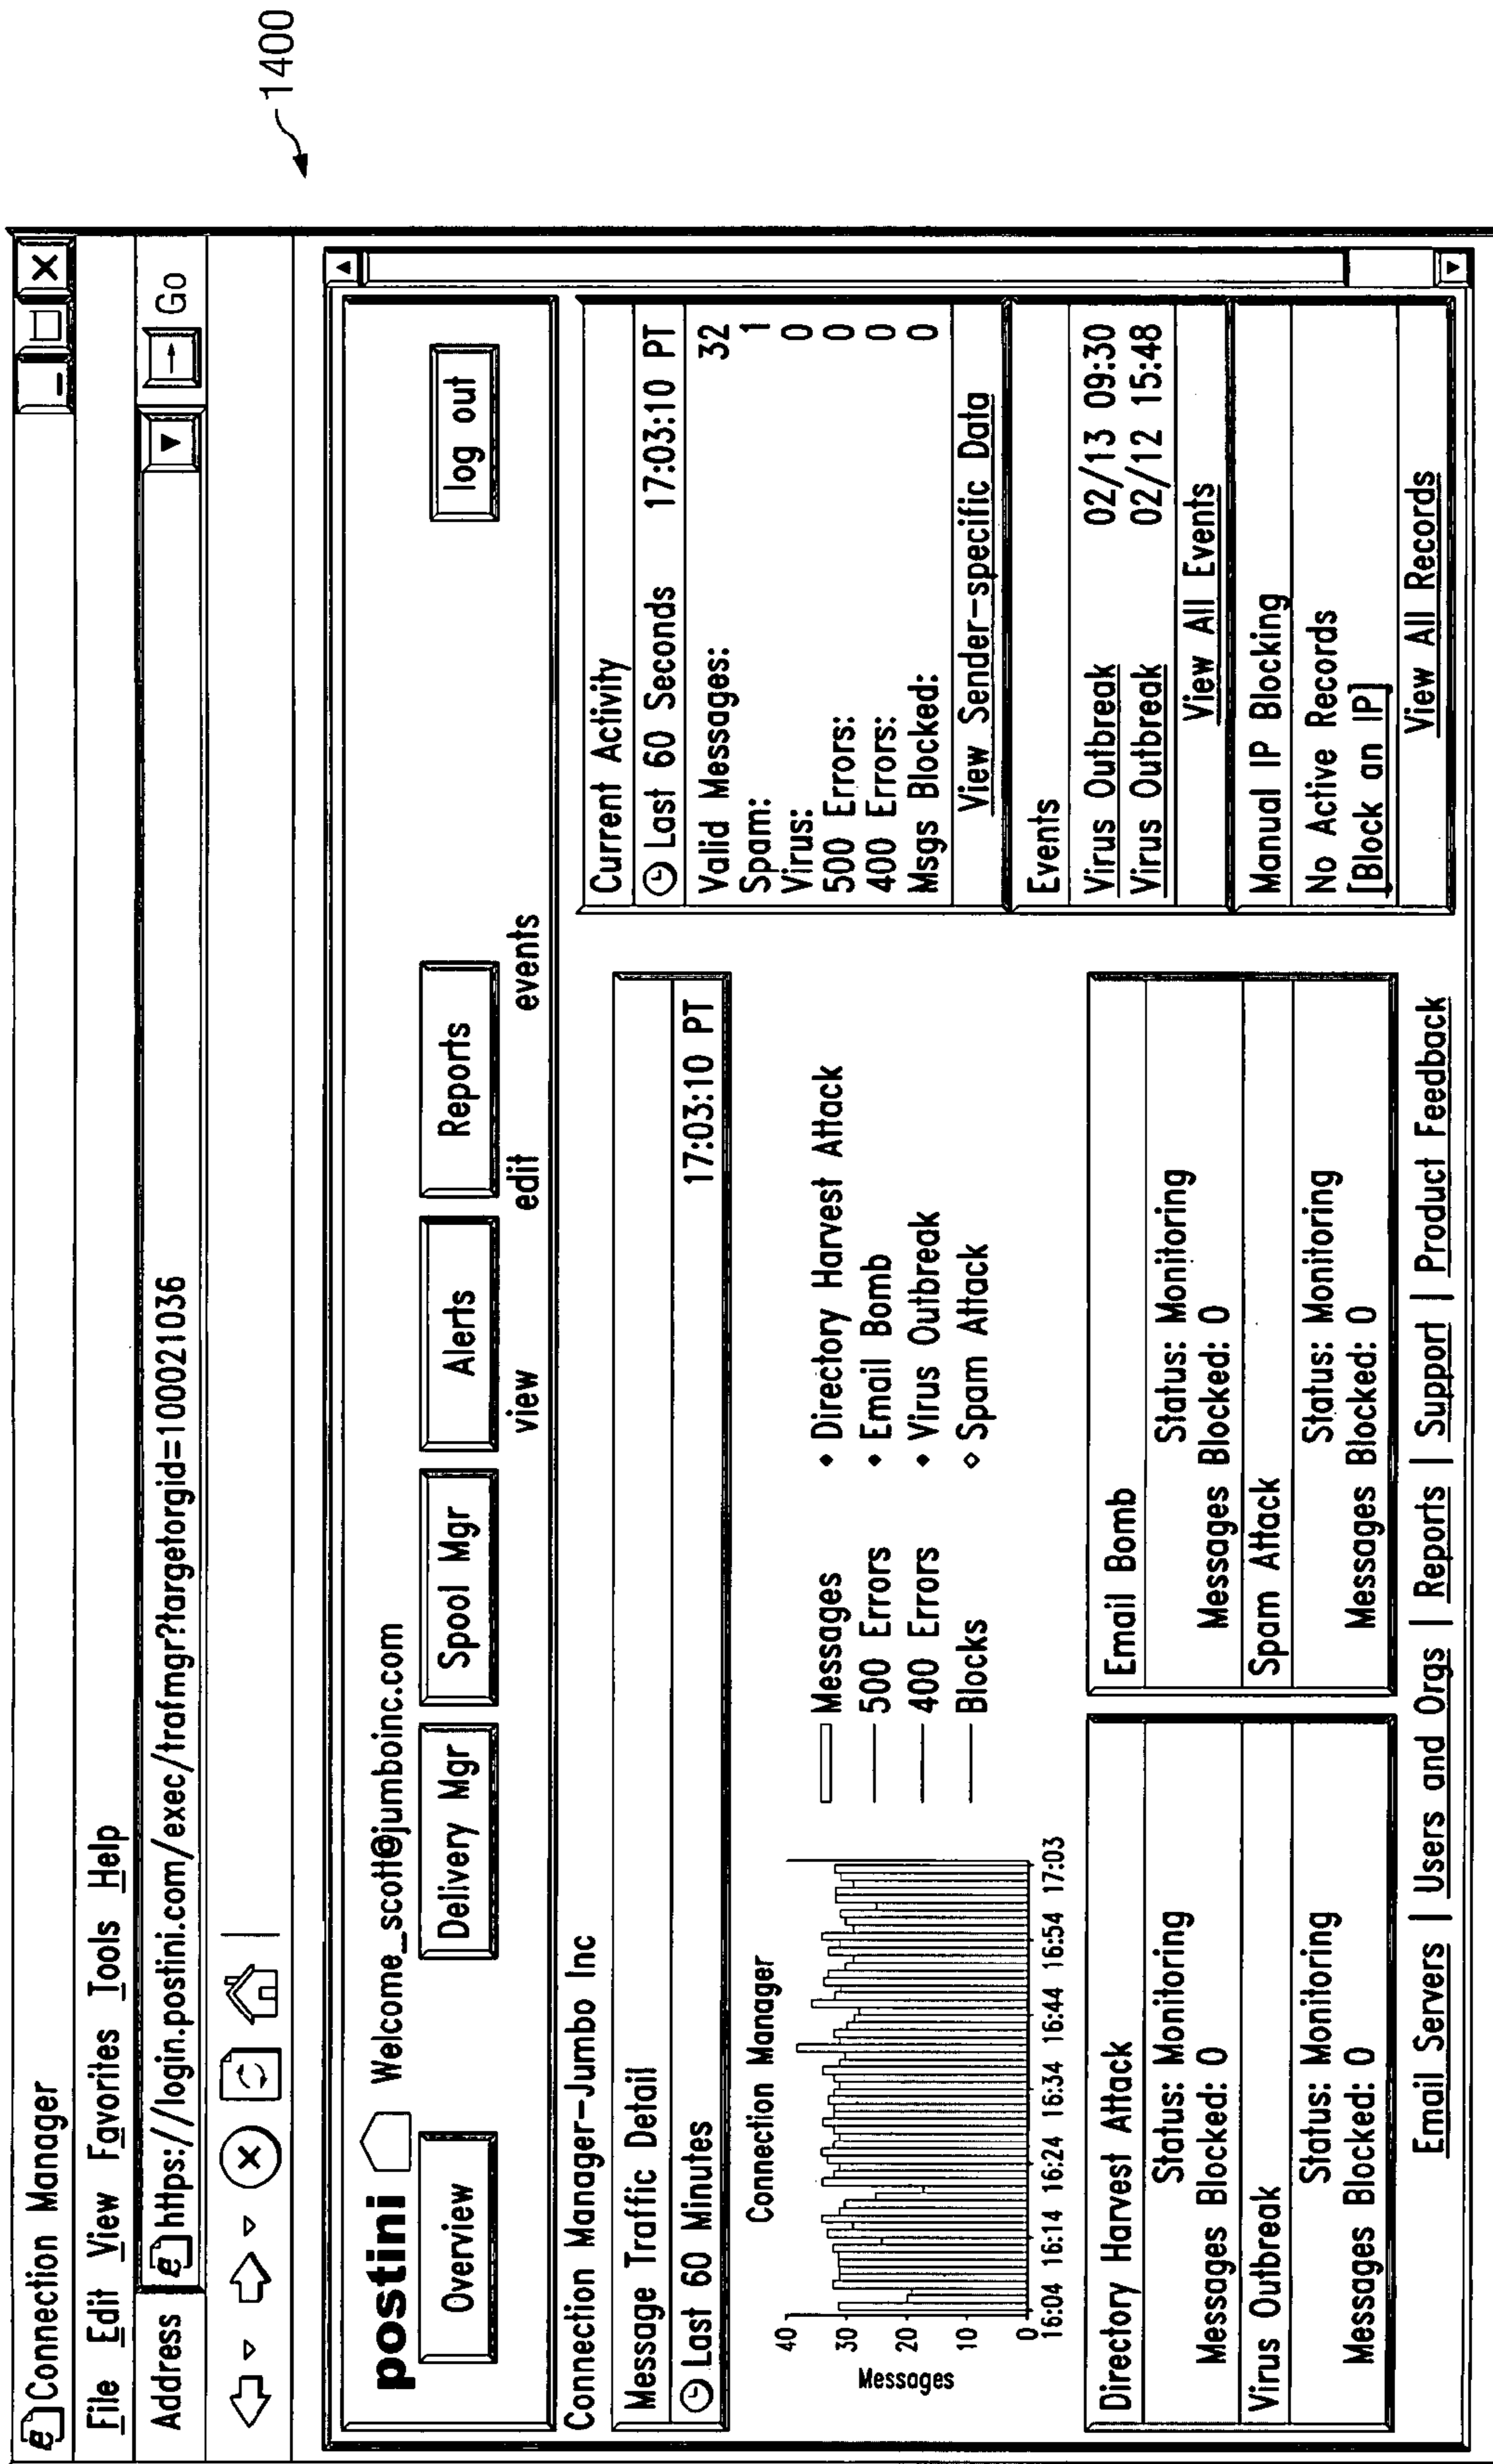 Connection Manager
File Edit View Favorites Tools Help
Address https://login.postini.com/exec/trafmgr?targetorgid=100021036 Go
1400
postini Welcome_scott@jumboinc.com
Overview Delivery Mgr Spool Mgr Alerts Reports log out
view edit events
Connection Manager-Jumbo Inc
Message Traffic Detail
Last 60 Minutes 17:03:10 PT
Connection Manager
Messages
40
30
20
10
0
16:04 16:14 16:24 16:34 16:44 16:54 17:03
Messages
500 Errors
400 Errors
Blocks
Directory Harvest Attack
Email Bomb
Virus Outbreak
Spam Attack
Directory Harvest Attack
Status: Monitoring
Messages Blocked: 0
Virus Outbreak
Status: Monitoring
Messages Blocked: 0
Email Bomb
Status: Monitoring
Messages Blocked: 0
Spam Attack
Status: Monitoring
Messages Blocked: 0
Current Activity
Last 60 Seconds 17:03:10 PT
Valid Messages: 32
Spam: 1
Virus: 0
500 Errors: 0
400 Errors: 0
Msgs Blocked: 0
View Sender-specific Data
Events
Virus Outbreak 02/13 09:30
Virus Outbreak 02/12 15:48
View All Events
Manual IP Blocking
No Active Records
[Block an IP]
View All Records
Email Servers | Users and Orgs | Reports | Support | Product Feedback